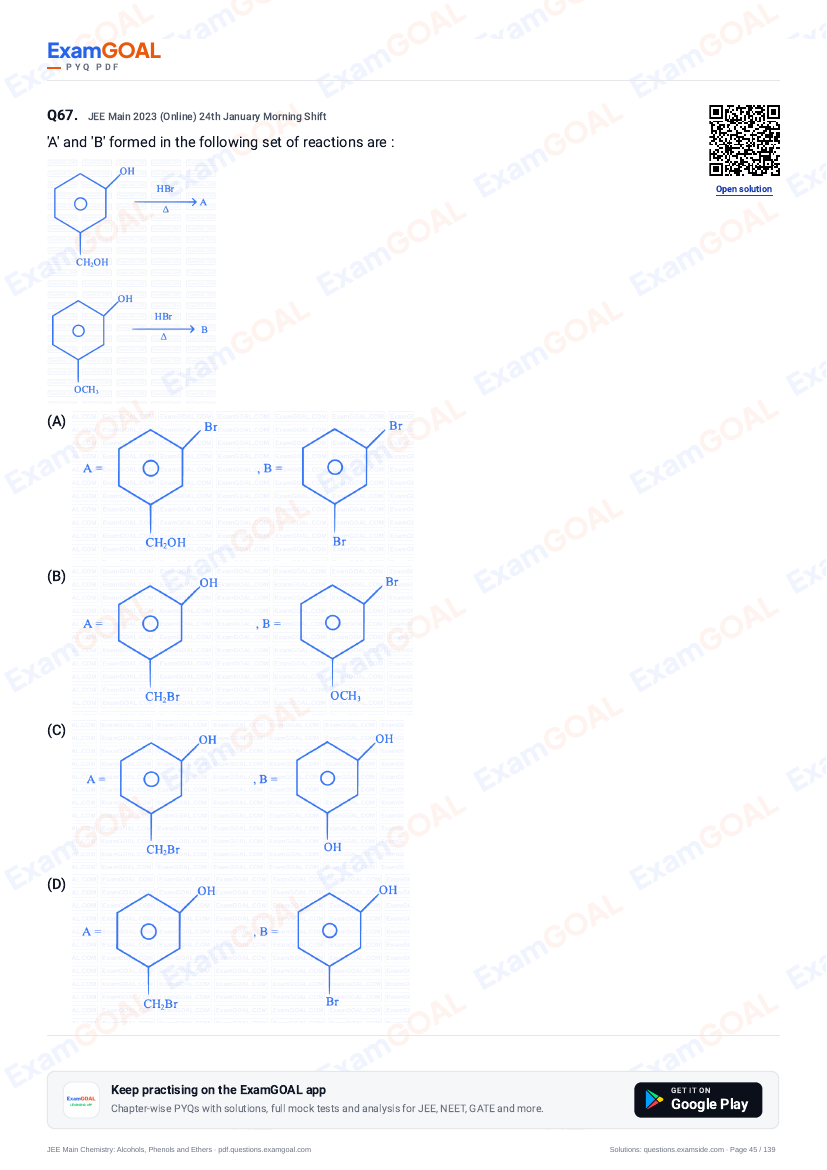 ExamGOAL
PYQ PDF
Q67. JEE Main 2023 (Online) 24th January Morning Shift
'A' and 'B' formed in the following set of reactions are :
Open solution
OH
HBr
Δ
A
CH₂OH
OH
HBr
Δ
B
OCH₃
(A)
Br
Br
A =
, B =
CH₂OH
Br
(B)
OH
Br
A =
, B =
CH₂Br
OCH₃
(C)
OH
OH
A =
, B =
CH₂Br
OH
(D)
OH
OH
A =
, B =
CH₂Br
Br
Keep practising on the ExamGOAL app
Chapter-wise PYQs with solutions, full mock tests and analysis for JEE, NEET, GATE and more.
GET IT ON
Google Play
JEE Main Chemistry: Alcohols, Phenols and Ethers · pdf.questions.examgoal.com
Solutions: questions.examside.com · Page 45 / 139